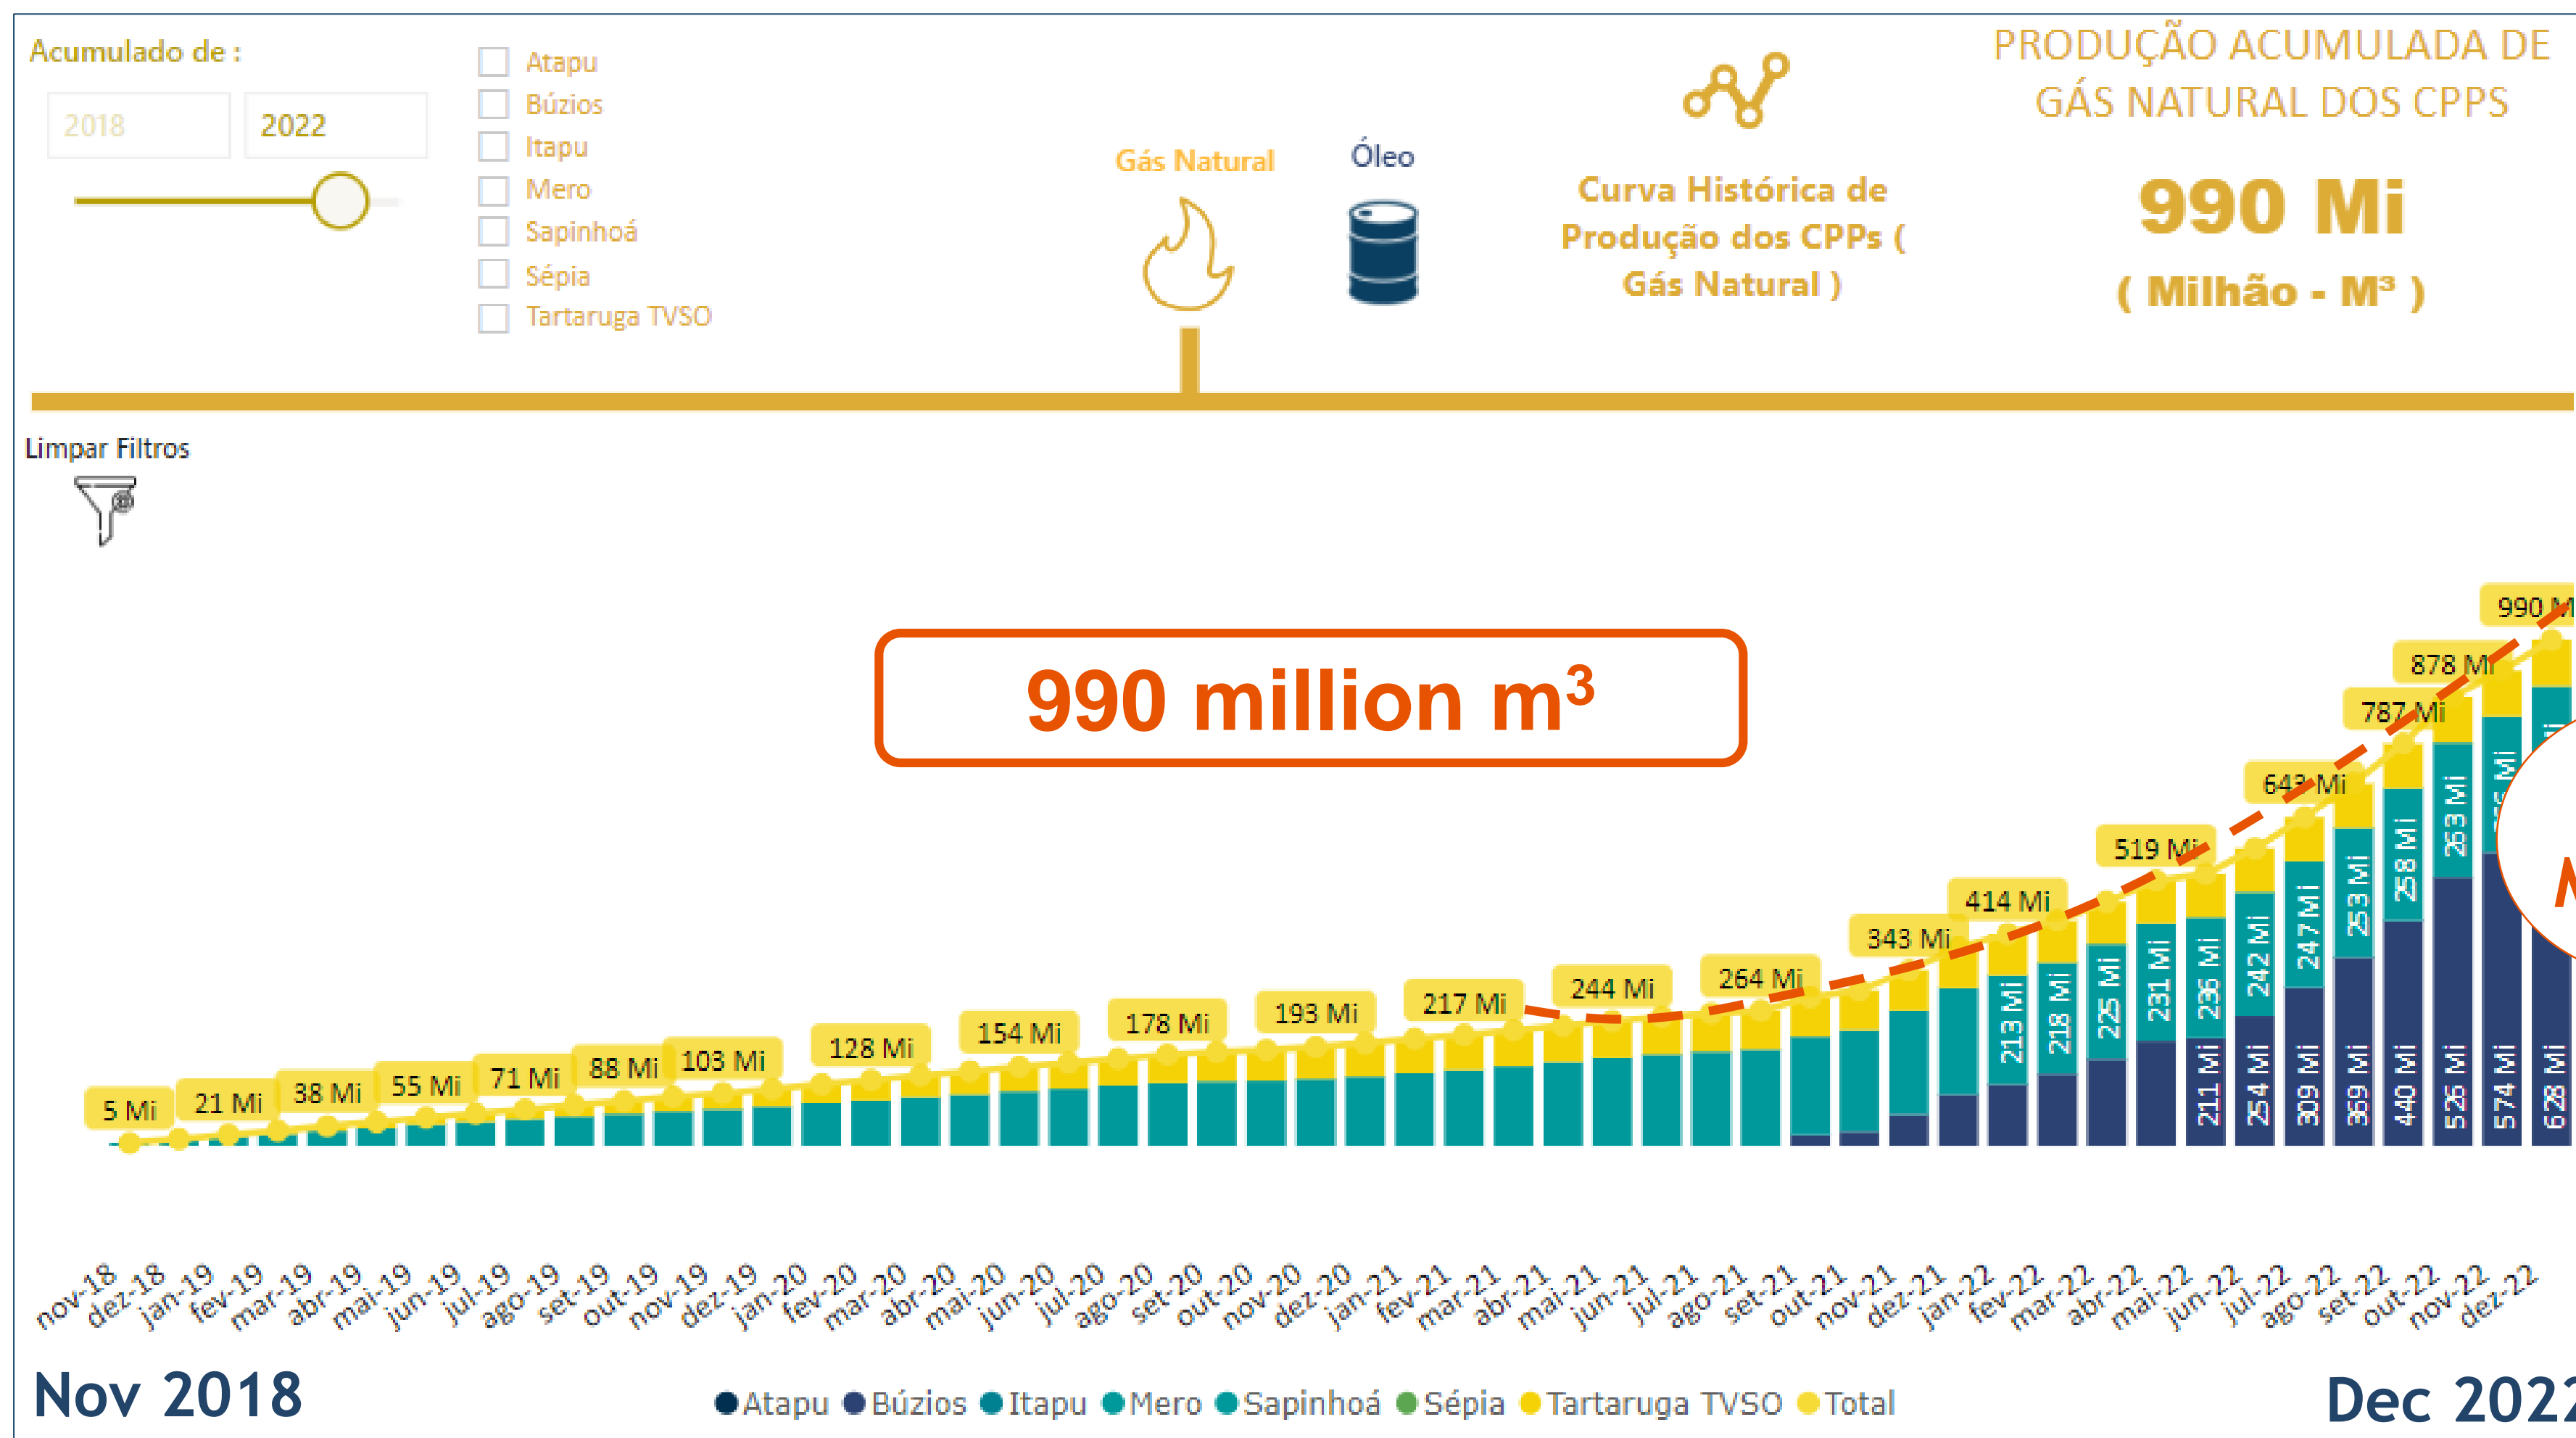 Acumulado de :
2018
2022
Atapu
Búzios
Itapu
Mero
Sapinhoá
Sépia
Tartaruga TVSO
Gás Natural
Óleo
Curva Histórica de
Produção dos CPPs (
Gás Natural )
PRODUÇÃO ACUMULADA DE
GÁS NATURAL DOS CPPS
990 Mi
( Milhão - M³ )
Limpar Filtros
990 million m³
5 Mi
21 Mi
38 Mi
55 Mi
71 Mi
88 Mi
103 Mi
128 Mi
154 Mi
178 Mi
193 Mi
217 Mi
244 Mi
264 Mi
343 Mi
414 Mi
519 Mi
643 Mi
787 Mi
878 Mi
990 M
213 Mi
218 Mi
225 Mi
231 Mi
236 Mi
242 Mi
247 Mi
253 Mi
258 Mi
263 Mi
211 Mi
254 Mi
309 Mi
369 Mi
440 Mi
526 Mi
574 Mi
628 Mi
nov-18
dez-18
jan-19
fev-19
mar-19
abr-19
mai-19
jun-19
jul-19
ago-19
set-19
out-19
nov-19
dez-19
jan-20
fev-20
mar-20
abr-20
mai-20
jun-20
jul-20
ago-20
set-20
out-20
nov-20
dez-20
jan-21
fev-21
mar-21
abr-21
mai-21
jun-21
jul-21
ago-21
set-21
out-21
nov-21
dez-21
jan-22
fev-22
mar-22
abr-22
mai-22
jun-22
jul-22
ago-22
set-22
out-22
nov-22
dez-22
Nov 2018
Atapu Búzios Itapu Mero Sapinhoá Sépia Tartaruga TVSO Total
Dec 2022